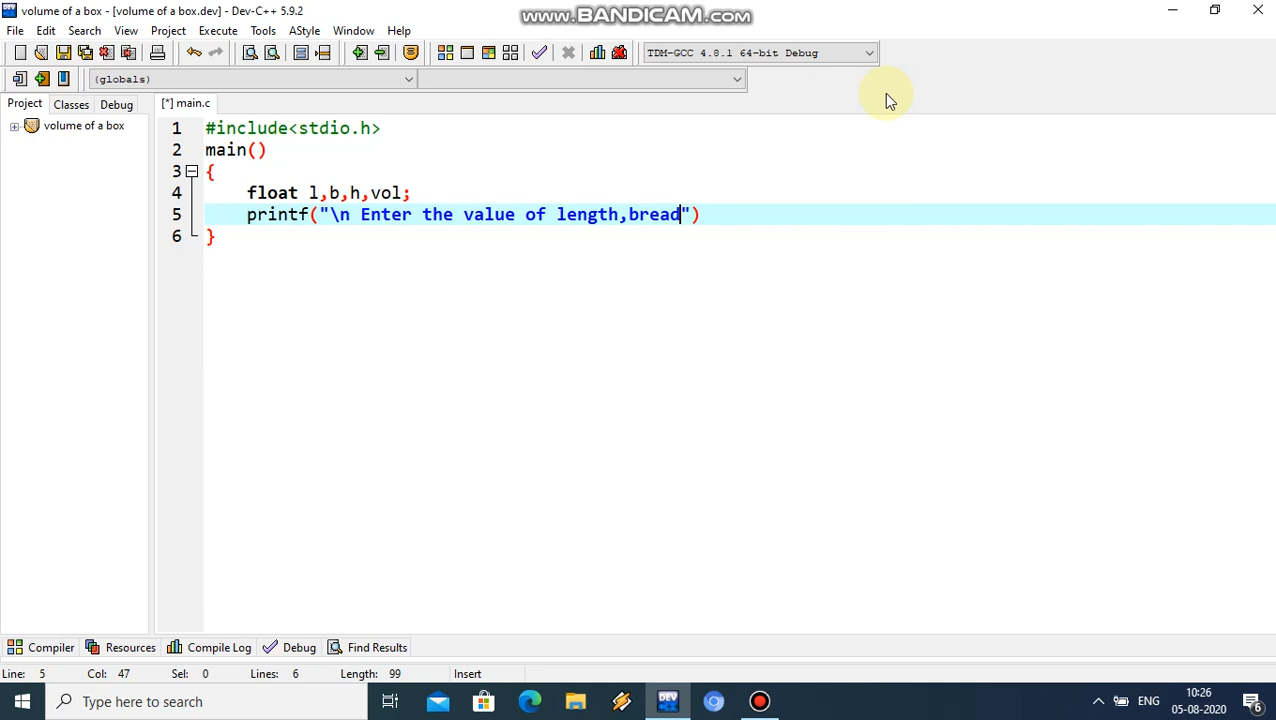 volume of a box - [volume of a box.dev] - Dev-C++ 5.9.2
www.BANDICAM.com
File Edit Search View Project Execute Tools AStyle Window Help
TDM-GCC 4.8.1 64-bit Debug
(globals)
Project Classes Debug [*] main.c
volume of a box
1 #include<stdio.h>
2 main()
3 {
4 float l,b,h,vol;
5 printf("\n Enter the value of length,bread")
6 }
Compiler Resources Compile Log Debug Find Results
Line: 5 Col: 47 Sel: 0 Lines: 6 Length: 99 Insert
Type here to search
DEV
ENG
10:26
05-08-2020
6